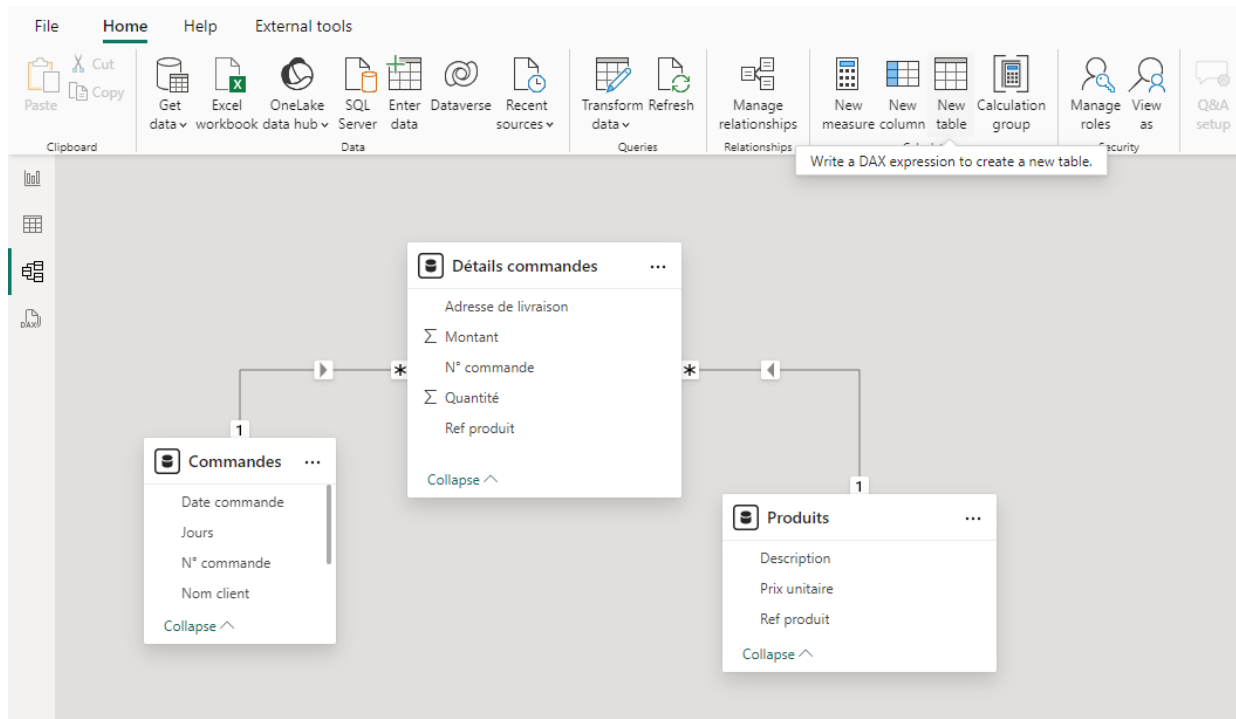 File Home Help External tools
Paste
Cut
Copy
Clipboard
Get data
Excel workbook
OneLake data hub
SQL Server
Enter data
Dataverse
Recent sources
Data
Transform data
Refresh
Queries
Manage relationships
Relationships
New measure
New column
New table
Calculation group
Manage roles
View as
Q&A setup
Write a DAX expression to create a new table.
DAX
Détails commandes
Adresse de livraison
Σ Montant
N° commande
Σ Quantité
Ref produit
Collapse
* *
1
Commandes
Date commande
Jours
N° commande
Nom client
Collapse
1
Produits
Description
Prix unitaire
Ref produit
Collapse